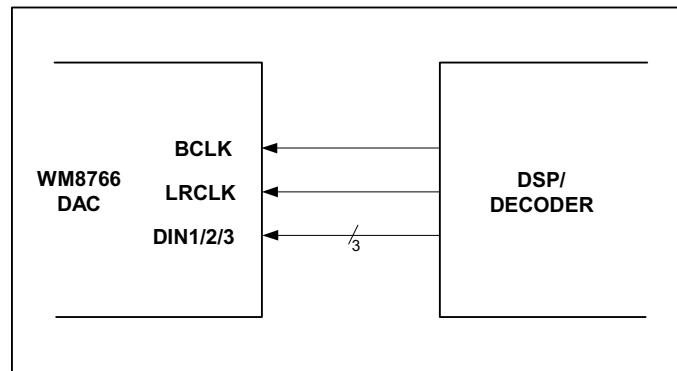 BCLK
WM8766
DAC
LRCLK
DIN1/2/3
3
DSP/
DECODER